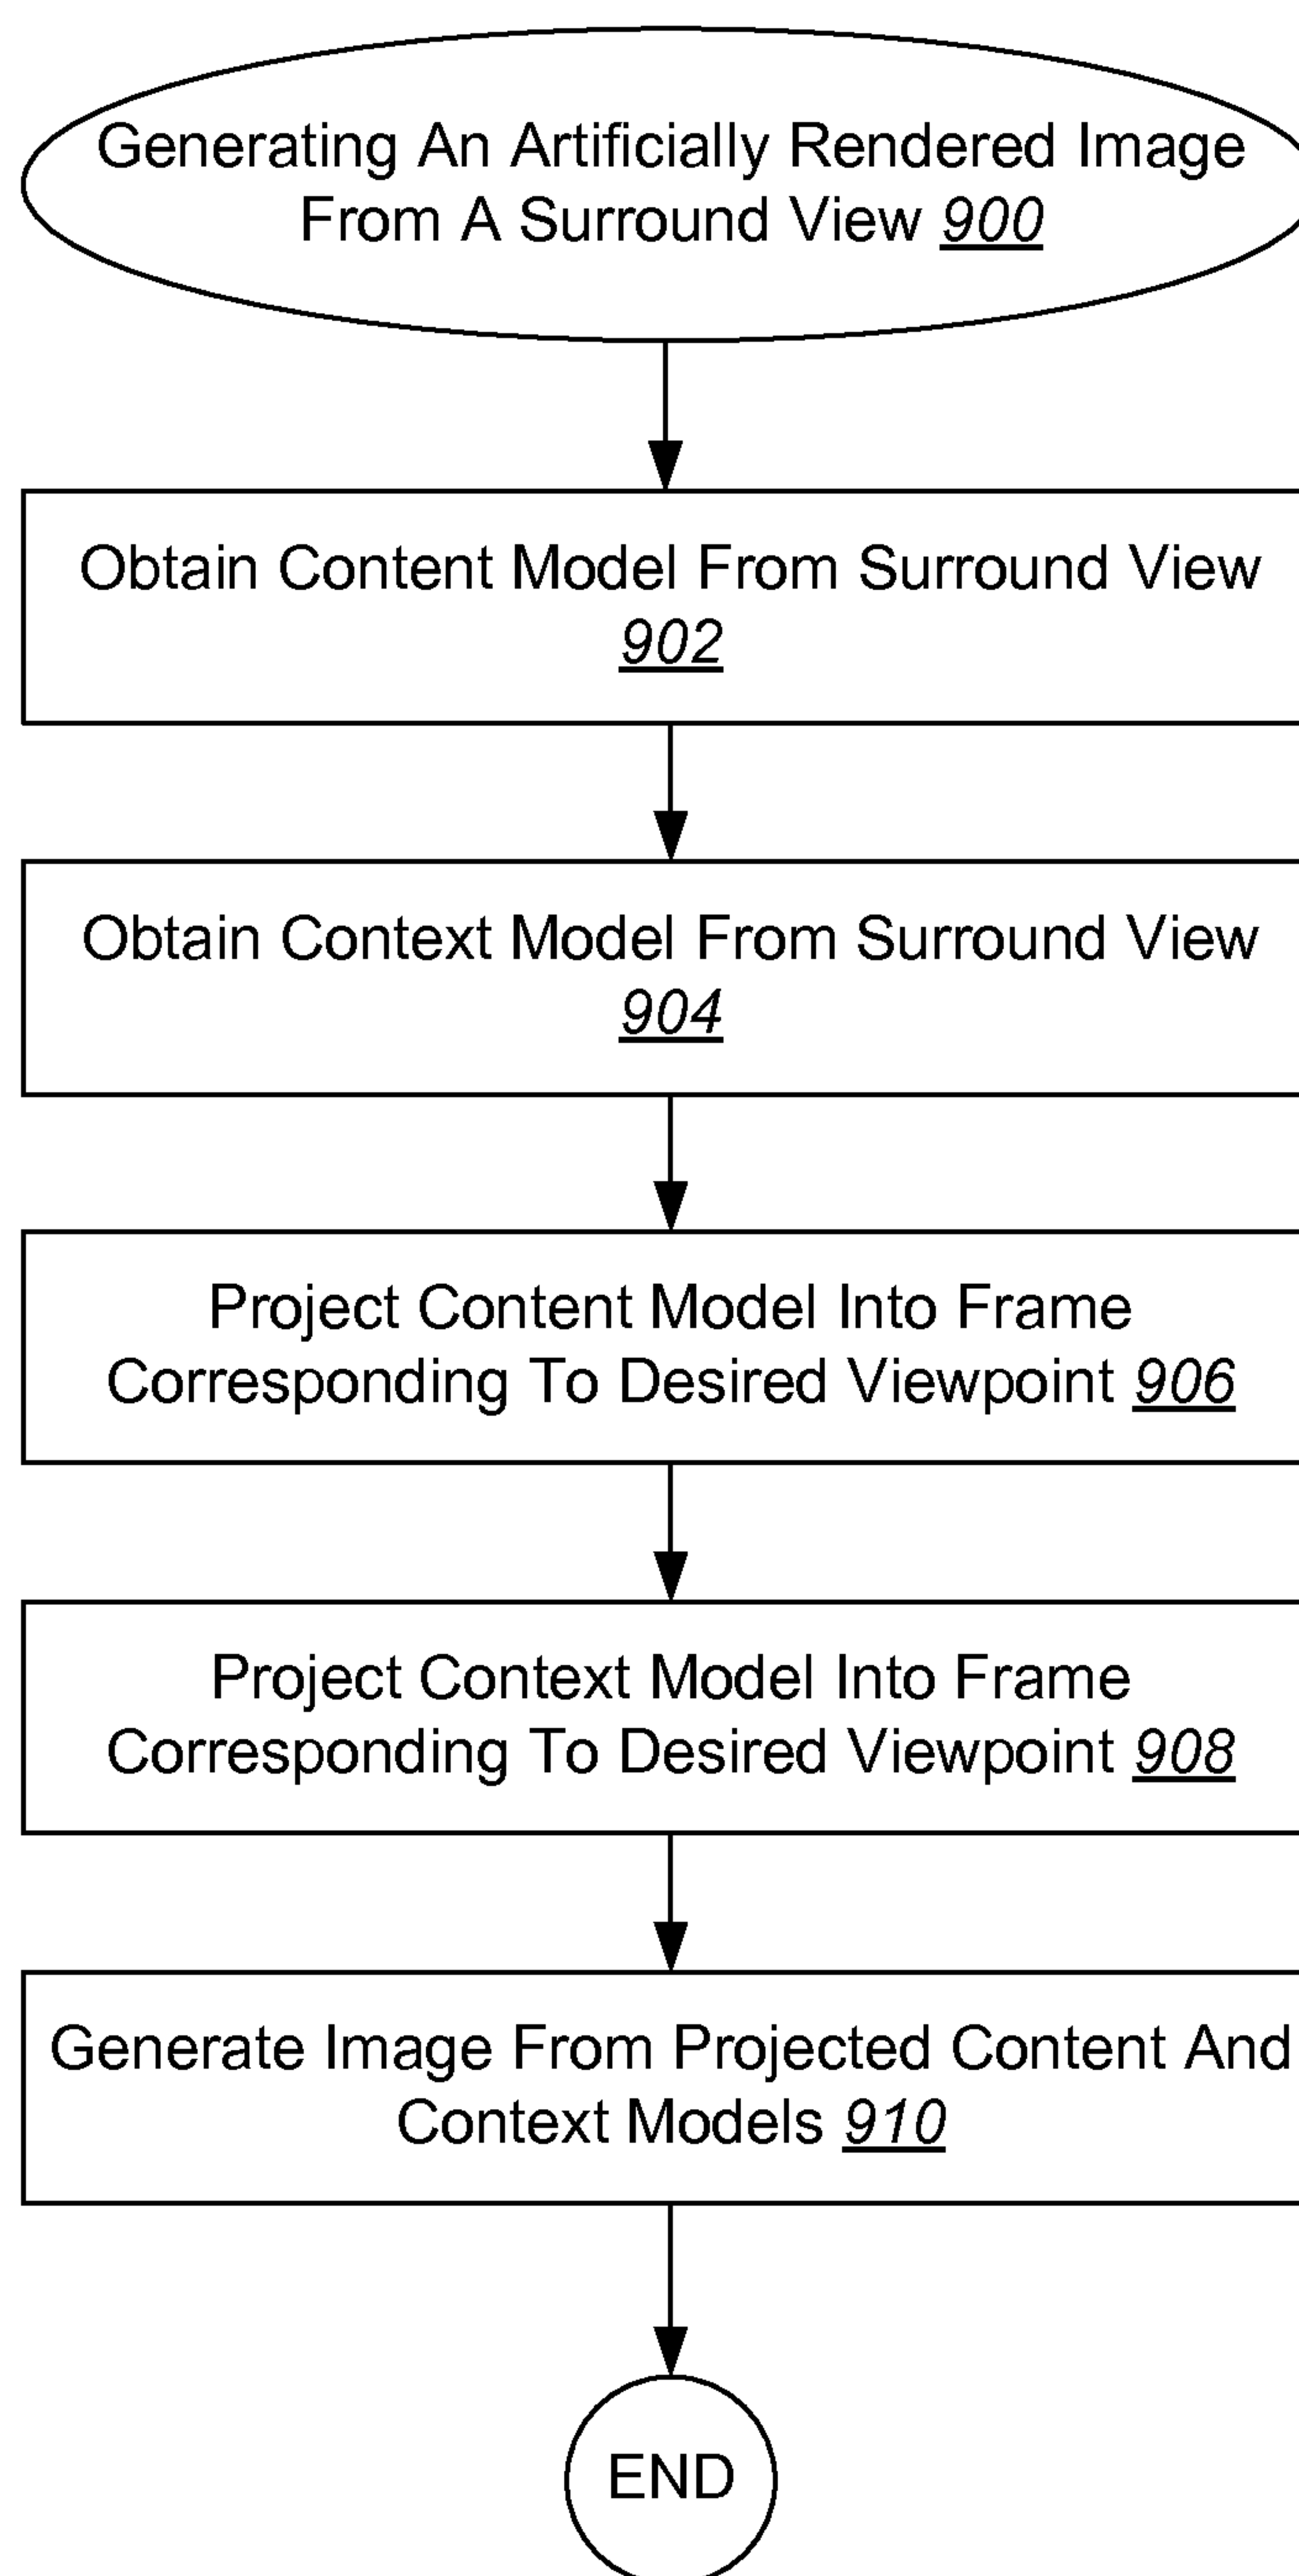 Generating An Artificially Rendered Image
From A Surround View 900
Obtain Content Model From Surround View
902
Obtain Context Model From Surround View
904
Project Content Model Into Frame
Corresponding To Desired Viewpoint 906
Project Context Model Into Frame
Corresponding To Desired Viewpoint 908
Generate Image From Projected Content And
Context Models 910
END